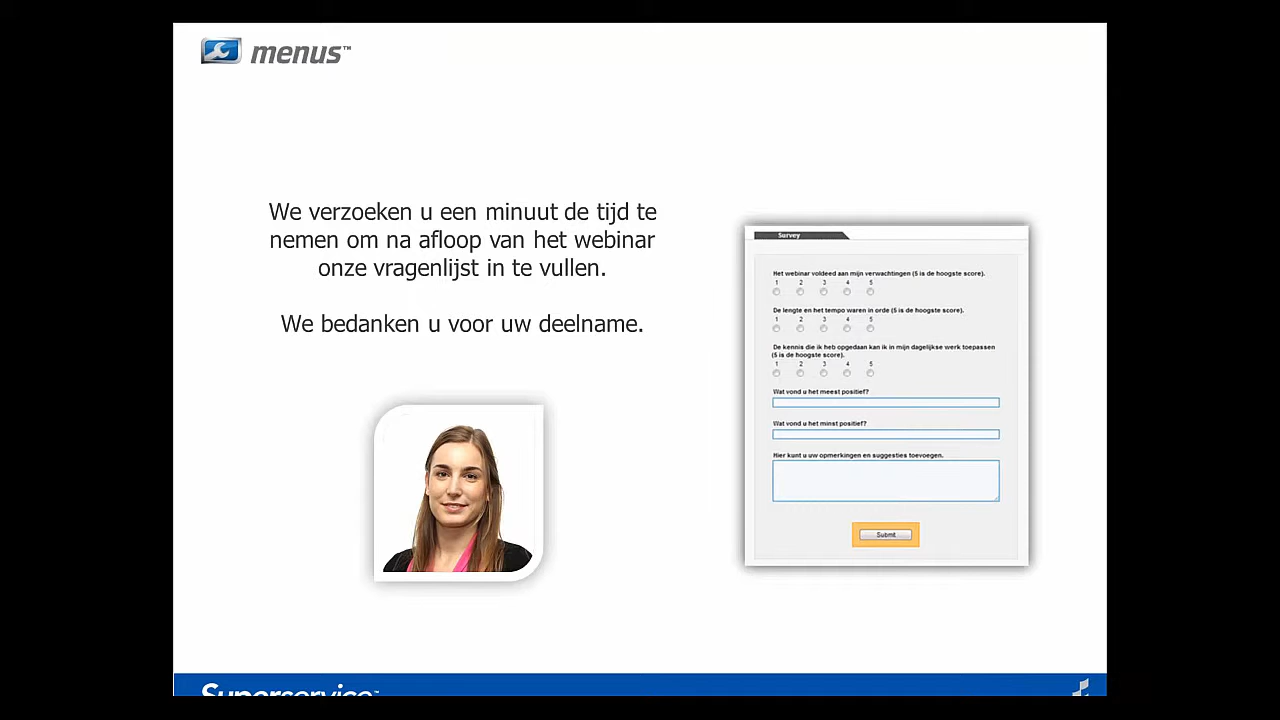 menus™
We verzoeken u een minuut de tijd te
nemen om na afloop van het webinar
onze vragenlijst in te vullen.
We bedanken u voor uw deelname.
Survey
Het webinar voldeed aan mijn verwachtingen (5 is de hoogste score).
1 2 3 4 5
De lengte en het tempo waren in orde (5 is de hoogste score).
1 2 3 4 5
De kennis die ik heb opgedaan kan ik in mijn dagelijkse werk toepassen
(5 is de hoogste score).
1 2 3 4 5
Wat vond u het meest positief?
Wat vond u het minst positief?
Hier kunt u uw opmerkingen en suggesties toevoegen.
Submit
Superservice™